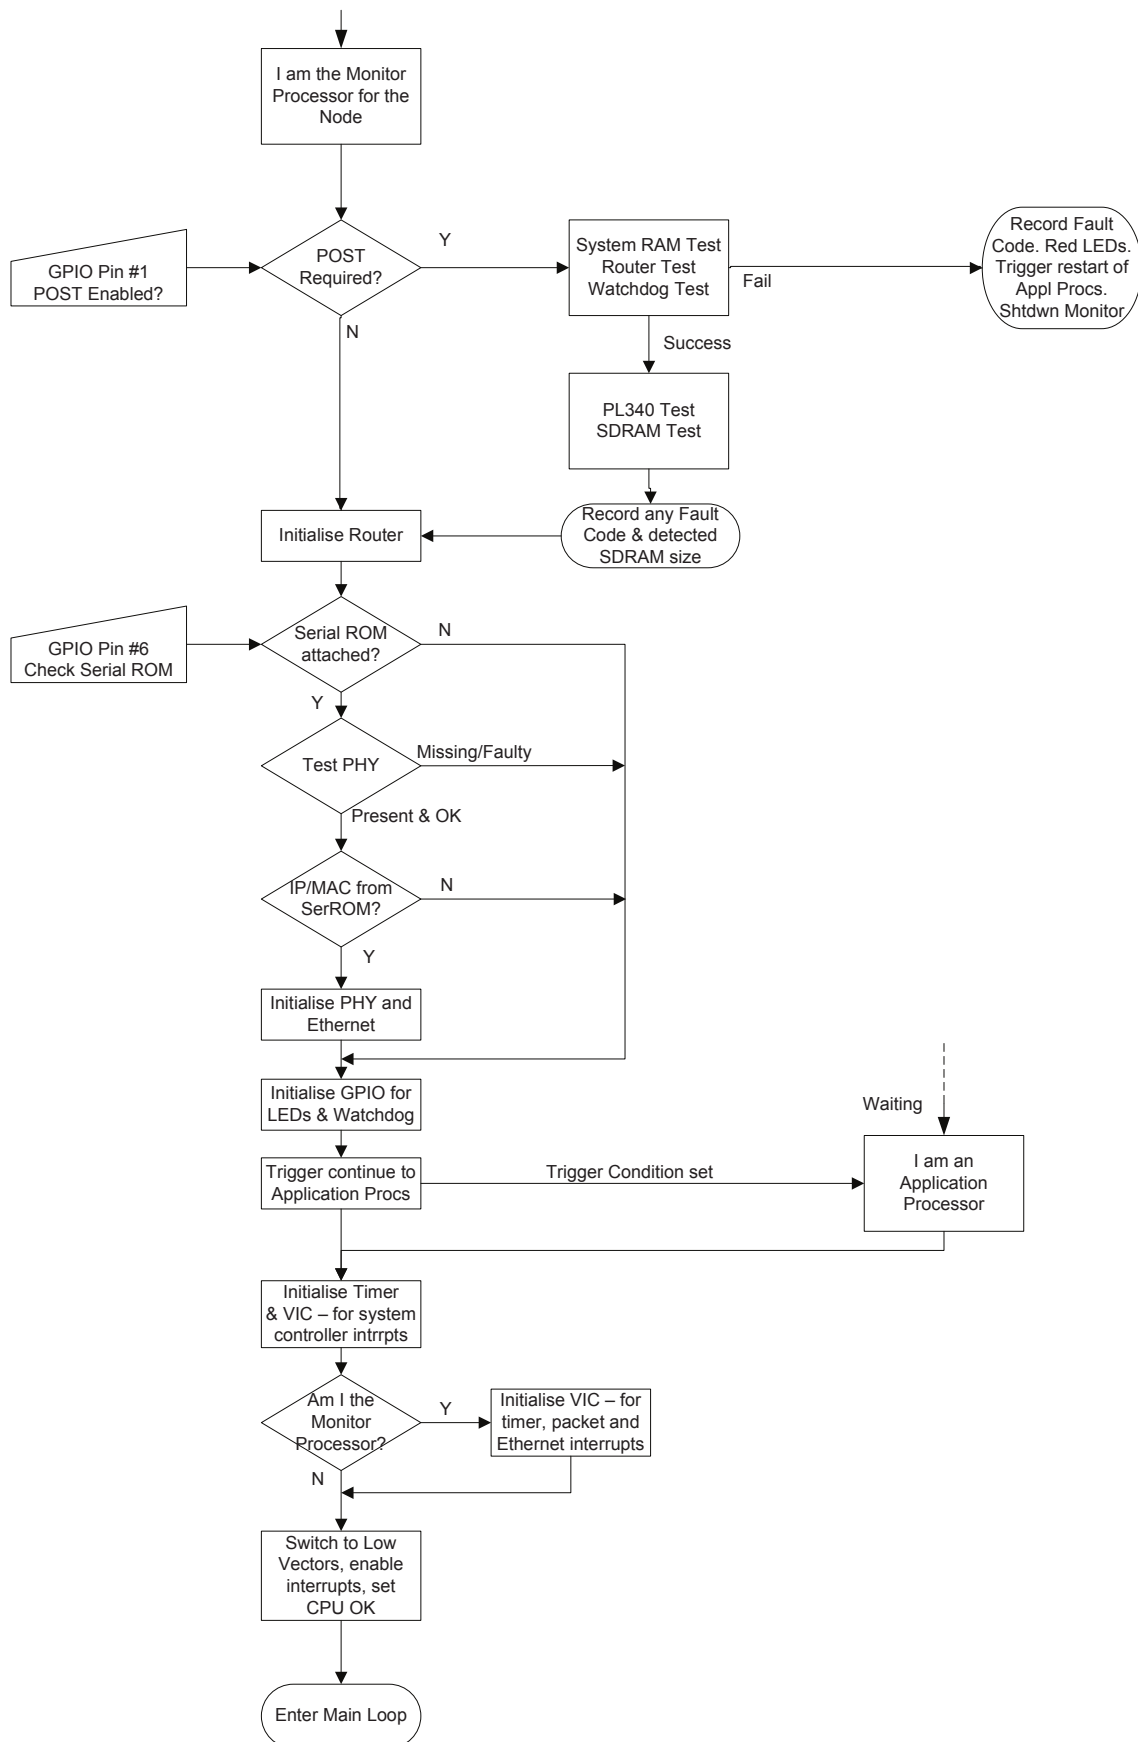 I am the Monitor
Processor for the
Node
GPIO Pin #1
POST Enabled?
POST
Required?
Y
N
System RAM Test
Router Test
Watchdog Test
Fail
Record Fault
Code. Red LEDs.
Trigger restart of
Appl Procs.
Shtdwn Monitor
Success
PL340 Test
SDRAM Test
Record any Fault
Code & detected
SDRAM size
Initialise Router
GPIO Pin #6
Check Serial ROM
Serial ROM
attached?
N
Y
Test PHY
Missing/Faulty
Present & OK
IP/MAC from
SerROM?
N
Y
Initialise PHY and
Ethernet
Initialise GPIO for
LEDs & Watchdog
Trigger continue to
Application Procs
Trigger Condition set
Waiting
I am an
Application
Processor
Initialise Timer
& VIC – for system
controller intrrpts
Am I the
Monitor
Processor?
Y
N
Initialise VIC – for
timer, packet and
Ethernet interrupts
Switch to Low
Vectors, enable
interrupts, set
CPU OK
Enter Main Loop